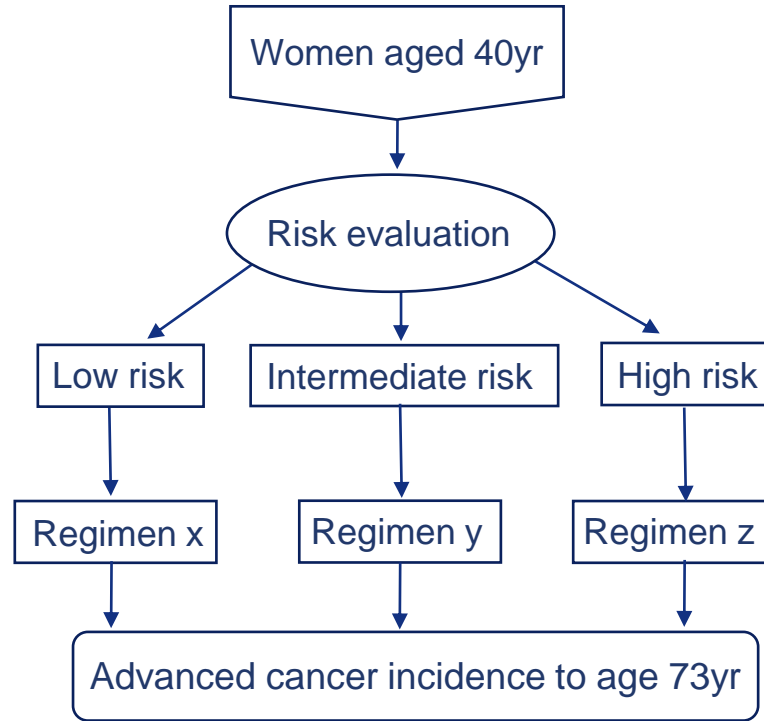 Women aged 40yr
Risk evaluation
Low risk
Intermediate risk
High risk
Regimen x
Regimen y
Regimen z
Advanced cancer incidence to age 73yr